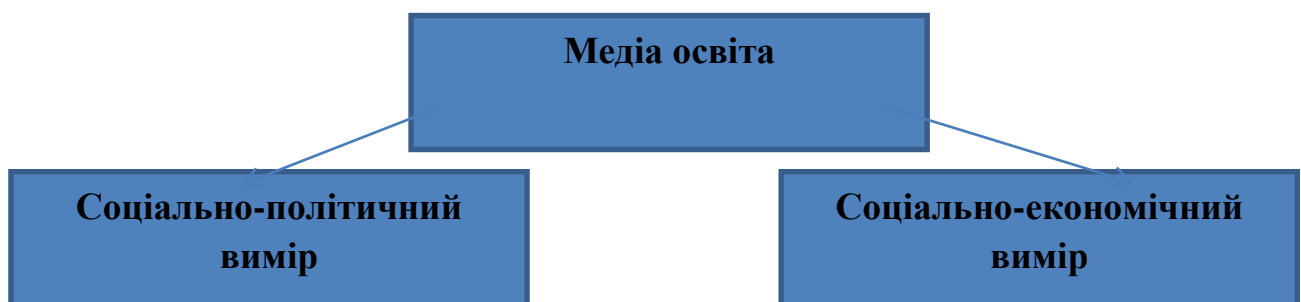 Медіа освіта
Соціально-політичний
вимір
Соціально-економічний
вимір